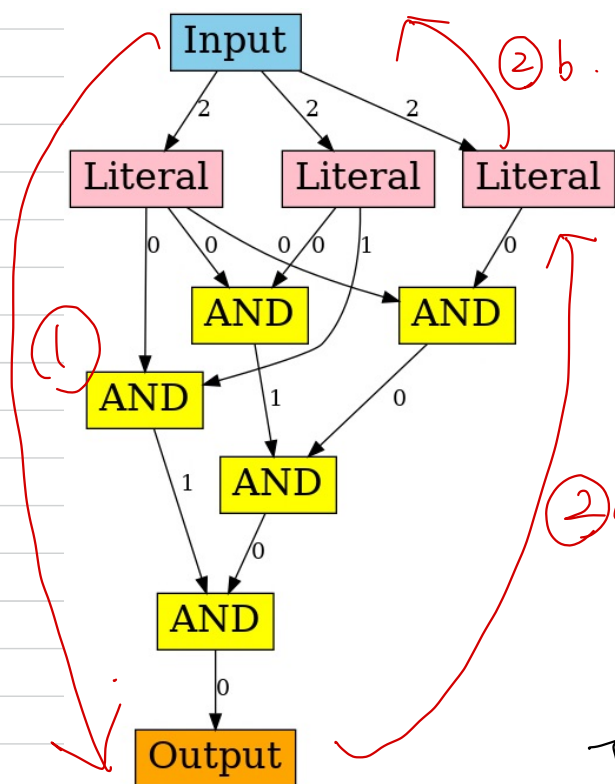 Input
② b.
2 2 2
Literal Literal Literal
0 0 0 0 1 0
AND AND
①
AND
1 0
AND
1
②
0
AND
0
Output